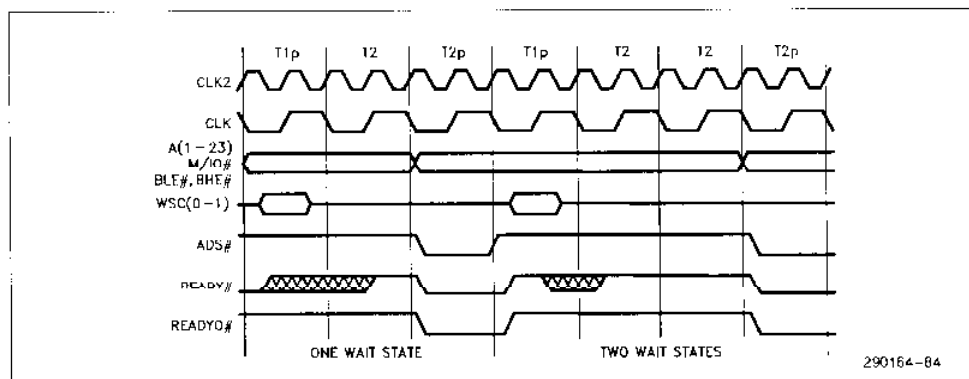 T1p T2 T2p T1p T2 T2 T2p
CLK2
CLK
A(1-23)
M/IO#
BLE#,BHE#
WSC(0-1)
ADS#
READY#
READYO#
ONE WAIT STATE TWO WAIT STATES
290164-84